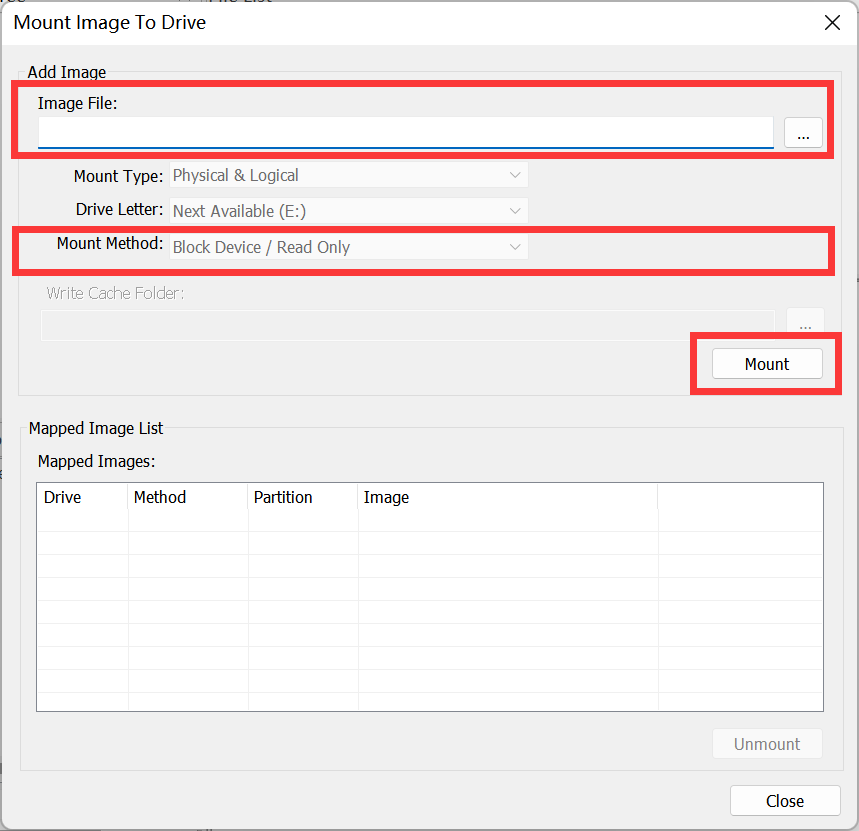 Mount Image To Drive
Add Image
Image File:
...
Mount Type: Physical & Logical
Drive Letter: Next Available (E:)
Mount Method: Block Device / Read Only
Write Cache Folder:
...
Mount
Mapped Image List
Mapped Images:
Drive Method Partition Image
Unmount
Close